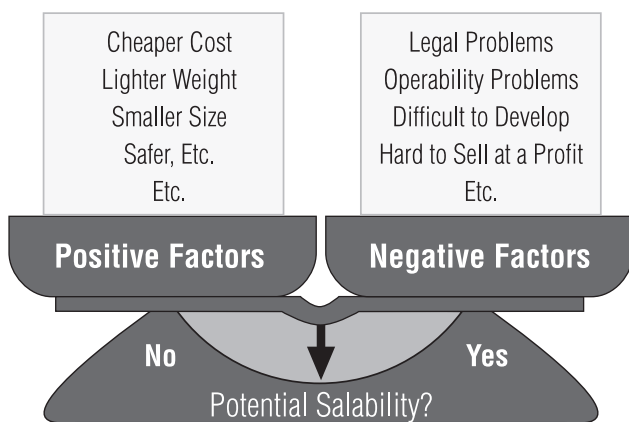 Cheaper Cost
Lighter Weight
Smaller Size
Safer, Etc.
Etc.
Positive Factors
Legal Problems
Operability Problems
Difficult to Develop
Hard to Sell at a Profit
Etc.
Negative Factors
No
Yes
Potential Salability?